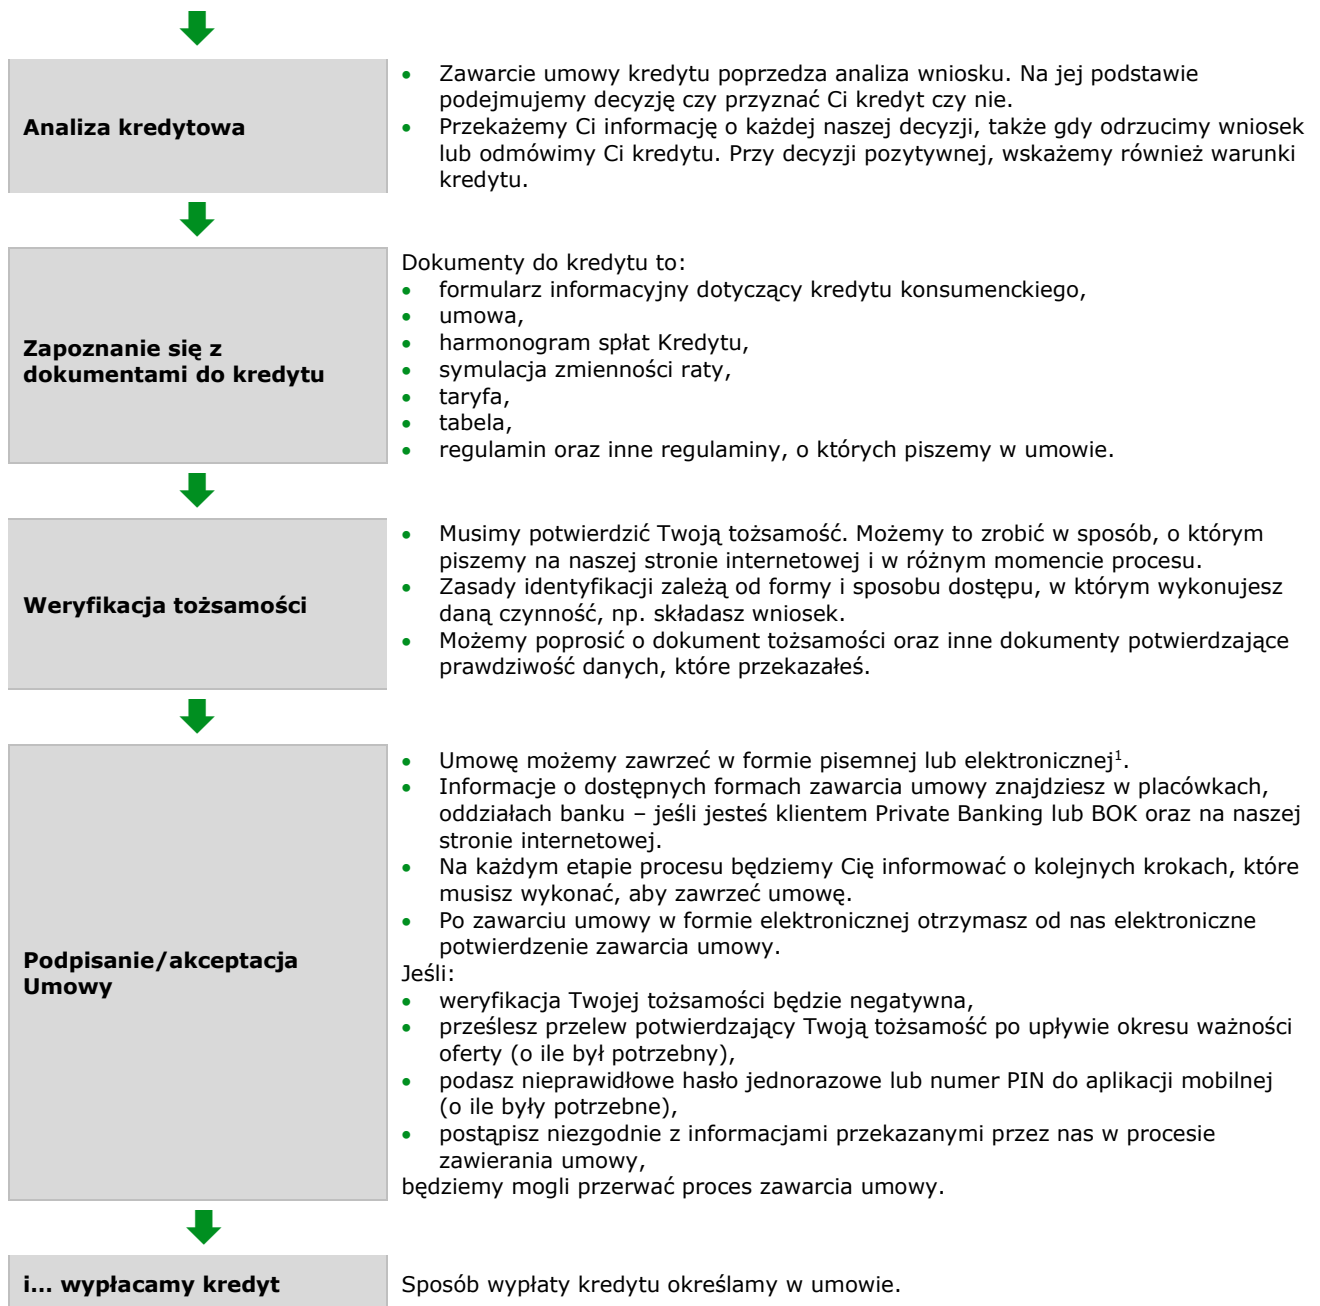 Analiza kredytowa
• Zawarcie umowy kredytu poprzedza analiza wniosku. Na jej podstawie
podejmujemy decyzję czy przyznać Ci kredyt czy nie.
• Przekażemy Ci informację o każdej naszej decyzji, także gdy odrzucimy wniosek
lub odmówimy Ci kredytu. Przy decyzji pozytywnej, wskażemy również warunki
kredytu.
Zapoznanie się z
dokumentami do kredytu
Dokumenty do kredytu to:
• formularz informacyjny dotyczący kredytu konsumenckiego,
• umowa,
• harmonogram spłat Kredytu,
• symulacja zmienności raty,
• taryfa,
• tabela,
• regulamin oraz inne regulaminy, o których piszemy w umowie.
Weryfikacja tożsamości
• Musimy potwierdzić Twoją tożsamość. Możemy to zrobić w sposób, o którym
piszemy na naszej stronie internetowej i w różnym momencie procesu.
• Zasady identyfikacji zależą od formy i sposobu dostępu, w którym wykonujesz
daną czynność, np. składasz wniosek.
• Możemy poprosić o dokument tożsamości oraz inne dokumenty potwierdzające
prawdziwość danych, które przekazałeś.
Podpisanie/akceptacja
Umowy
• Umowę możemy zawrzeć w formie pisemnej lub elektronicznej¹.
• Informacje o dostępnych formach zawarcia umowy znajdziesz w placówkach,
oddziałach banku – jeśli jesteś klientem Private Banking lub BOK oraz na naszej
stronie internetowej.
• Na każdym etapie procesu będziemy Cię informować o kolejnych krokach, które
musisz wykonać, aby zawrzeć umowę.
• Po zawarciu umowy w formie elektronicznej otrzymasz od nas elektroniczne
potwierdzenie zawarcia umowy.
Jeśli:
• weryfikacja Twojej tożsamości będzie negatywna,
• prześlesz przelew potwierdzający Twoją tożsamość po upływie okresu ważności
oferty (o ile był potrzebny),
• podasz nieprawidłowe hasło jednorazowe lub numer PIN do aplikacji mobilnej
(o ile były potrzebne),
• postąpisz niezgodnie z informacjami przekazanymi przez nas w procesie
zawierania umowy,
będziemy mogli przerwać proces zawarcia umowy.
i... wypłacamy kredyt
Sposób wypłaty kredytu określamy w umowie.